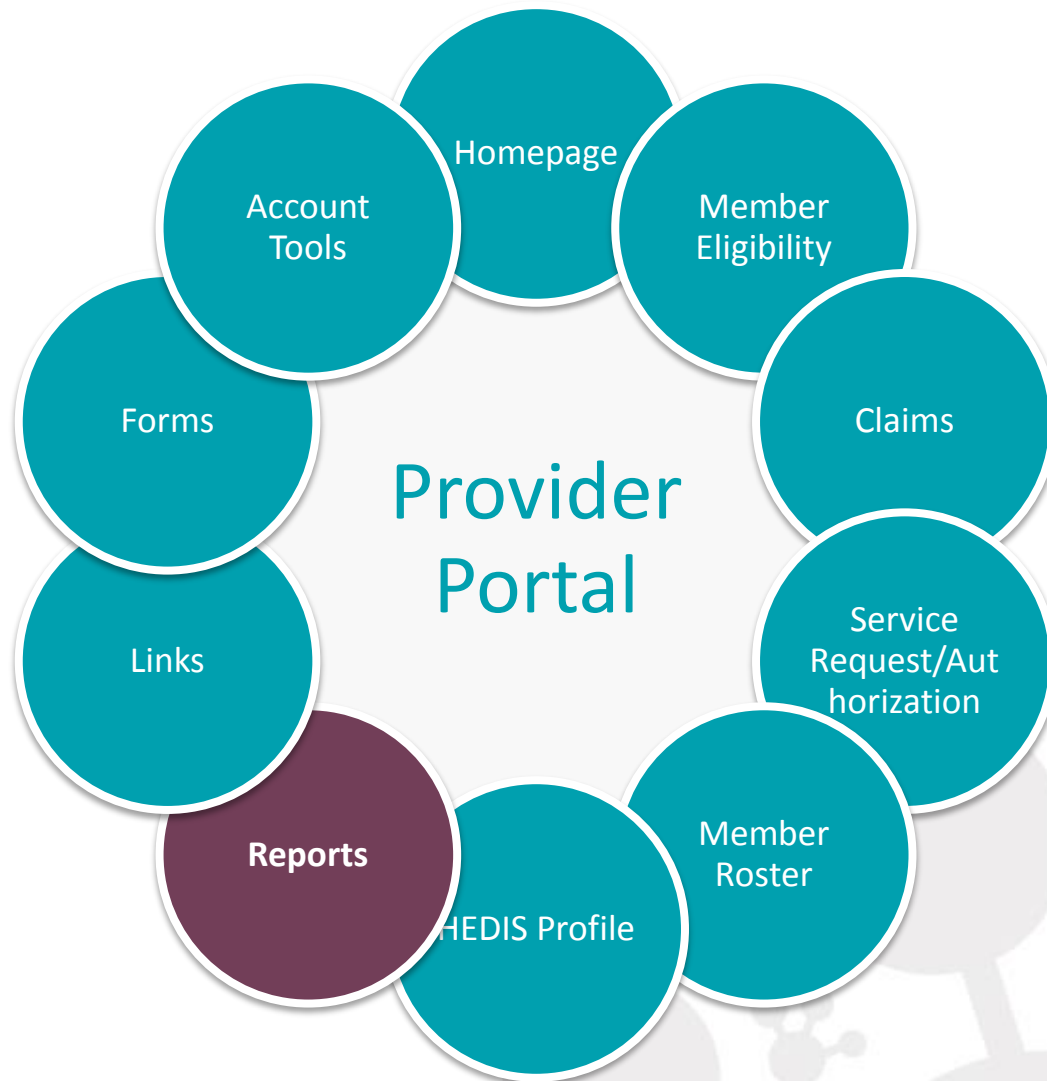 Homepage
Member
Eligibility
Claims
Service
Request/Aut
horization
Member
Roster
HEDIS Profile
Reports
Links
Forms
Account
Tools
Provider
Portal